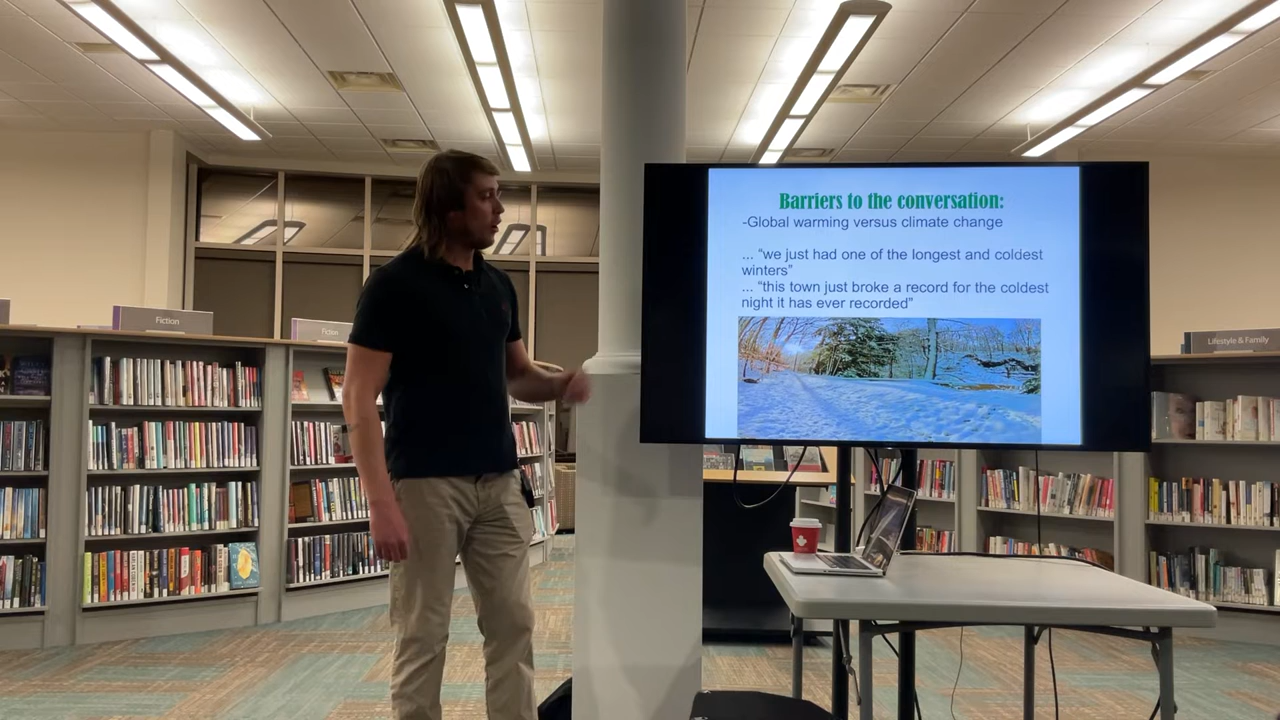 Barriers to the conversation:
-Global warming versus climate change
... “we just had one of the longest and coldest
winters”
... “this town just broke a record for the coldest
night it has ever recorded”
Fiction
Fiction
Lifestyle & Family